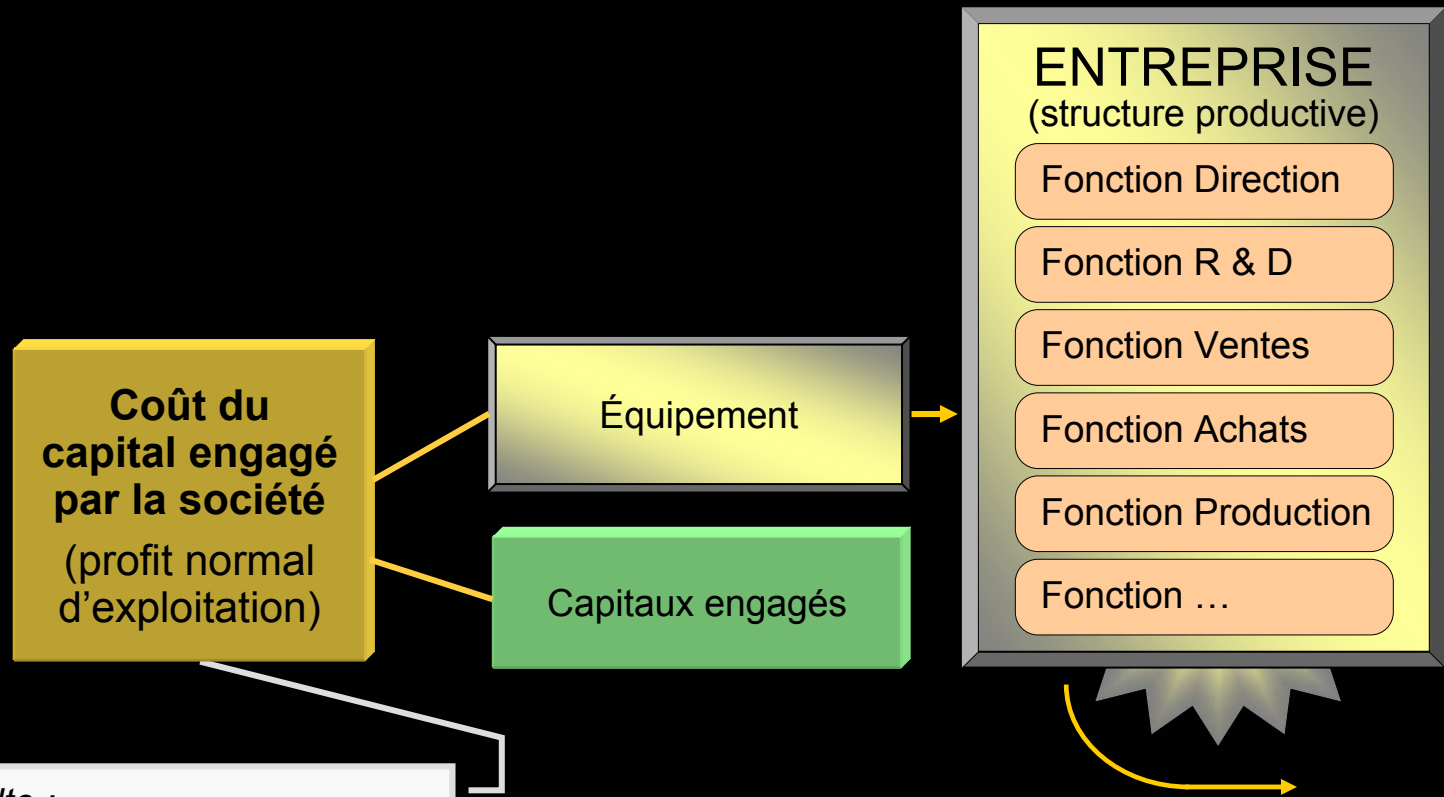 ENTREPRISE
(structure productive)
Fonction Direction
Fonction R & D
Fonction Ventes
Fonction Achats
Fonction Production
Fonction …
Coût du
capital engagé
par la société
(profit normal
d’exploitation)
Équipement
Capitaux engagés